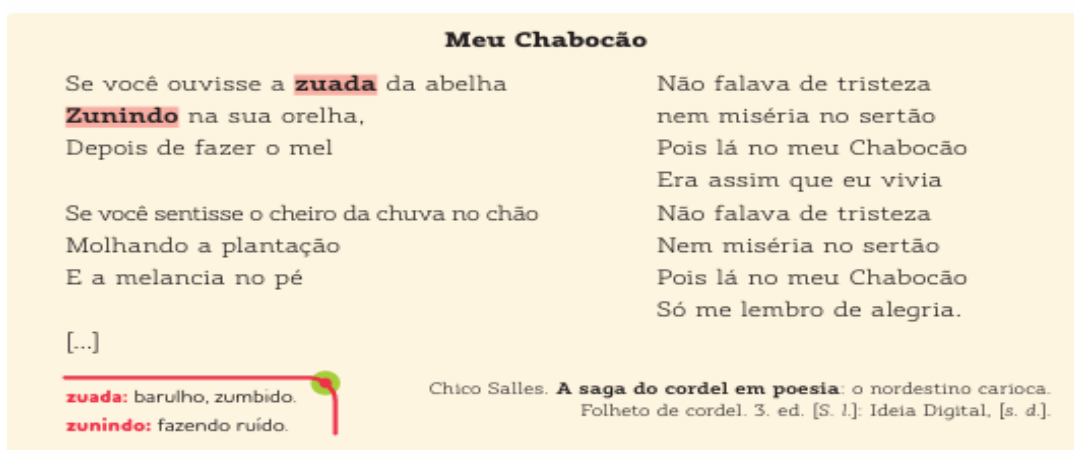 Meu Chabocão
Se você ouvisse a zuada da abelha
Zunindo na sua orelha,
Depois de fazer o mel
Se você sentisse o cheiro da chuva no chão
Molhando a plantação
E a melancia no pé
[...]
Não falava de tristeza
nem miséria no sertão
Pois lá no meu Chabocão
Era assim que eu vivia
Não falava de tristeza
Nem miséria no sertão
Pois lá no meu Chabocão
Só me lembro de alegria.
zuada: barulho, zumbido.
zunindo: fazendo ruído.
Chico Salles. A saga do cordel em poesia: o nordestino carioca.
Folheto de cordel. 3. ed. [S. l.]: Ideia Digital, [s. d.].